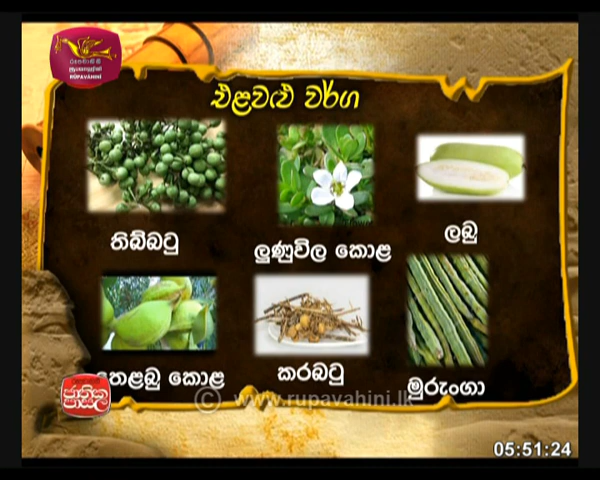 රූපවාහිනී
RUPAVAHINI
එළවළු වර්ග
තිබ්බටු
ලුණුවිල කොළ
ලබු
තෙළබු කොළ
කරබටු
මුරුංගා
ජාතික
© www.rupavahini.lk
05:51:24